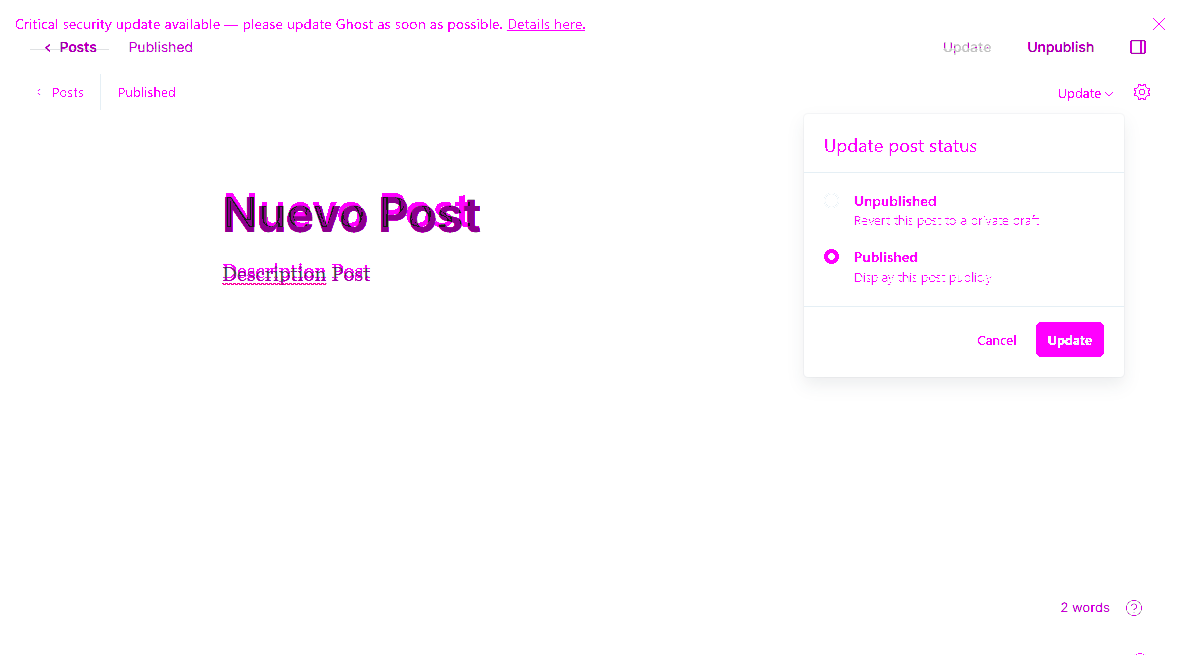 Critical security update available — please update Ghost as soon as possible. Details here.
Posts Published Update Unpublish
Posts Published Update
Update post status
Unpublished
Revert this post to a private draft
Published
Display this post publicly
Cancel Update
Nuevo Post
Description Post
2 words